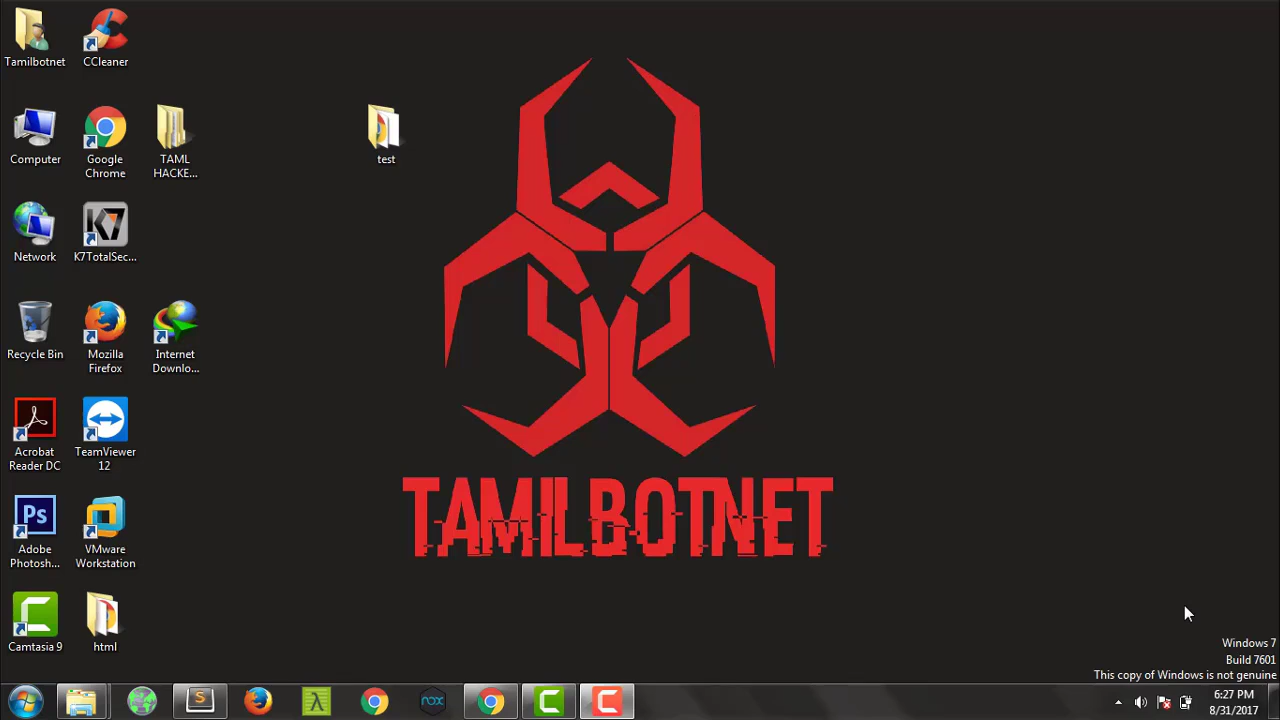 Tamilbotnet
CCleaner
Computer
Google
Chrome
TAML
HACKE...
test
Network
K7TotalSec...
Recycle Bin
Mozilla
Firefox
Internet
Downlo...
Acrobat
Reader DC
TeamViewer
12
Ps
Adobe
Photosh...
VMware
Workstation
Camtasia 9
html
TAMILBOTNET
Windows 7
Build 7601
This copy of Windows is not genuine
nox
6:27 PM
8/31/2017